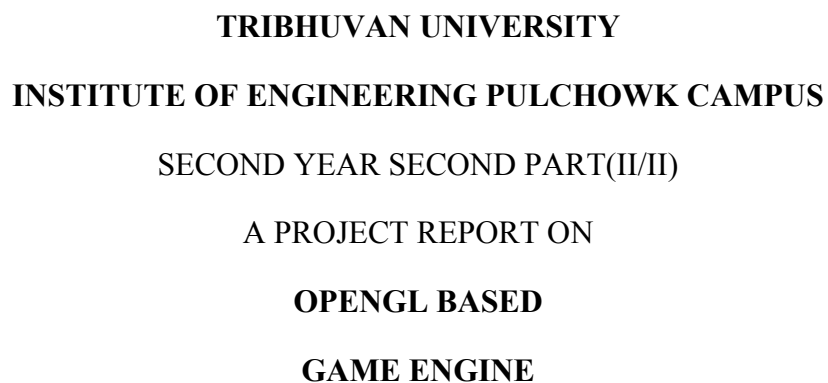 TRIBHUVAN UNIVERSITY
INSTITUTE OF ENGINEERING PULCHOWK CAMPUS
SECOND YEAR SECOND PART(II/II)
A PROJECT REPORT ON
OPENGL BASED
GAME ENGINE